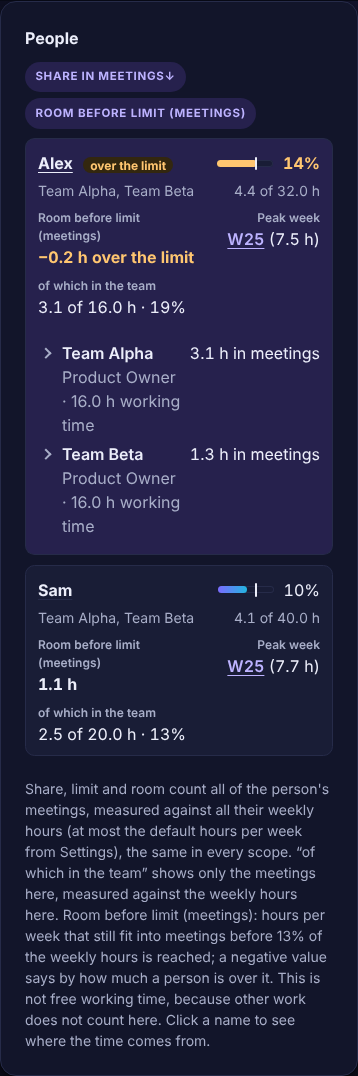 People
SHARE IN MEETINGS↓
ROOM BEFORE LIMIT (MEETINGS)
Alex over the limit 14%
Team Alpha, Team Beta 4.4 of 32.0 h
Room before limit Peak week
(meetings) W25 (7.5 h)
−0.2 h over the limit
of which in the team
3.1 of 16.0 h · 19%
Team Alpha 3.1 h in meetings
Product Owner
· 16.0 h working
time
Team Beta 1.3 h in meetings
Product Owner
· 16.0 h working
time
Sam 10%
Team Alpha, Team Beta 4.1 of 40.0 h
Room before limit Peak week
(meetings) W25 (7.7 h)
1.1 h
of which in the team
2.5 of 20.0 h · 13%
Share, limit and room count all of the person's
meetings, measured against all their weekly
hours (at most the default hours per week
from Settings), the same in every scope. “of
which in the team” shows only the meetings
here, measured against the weekly hours
here. Room before limit (meetings): hours per
week that still fit into meetings before 13% of
the weekly hours is reached; a negative value
says by how much a person is over it. This is
not free working time, because other work
does not count here. Click a name to see
where the time comes from.